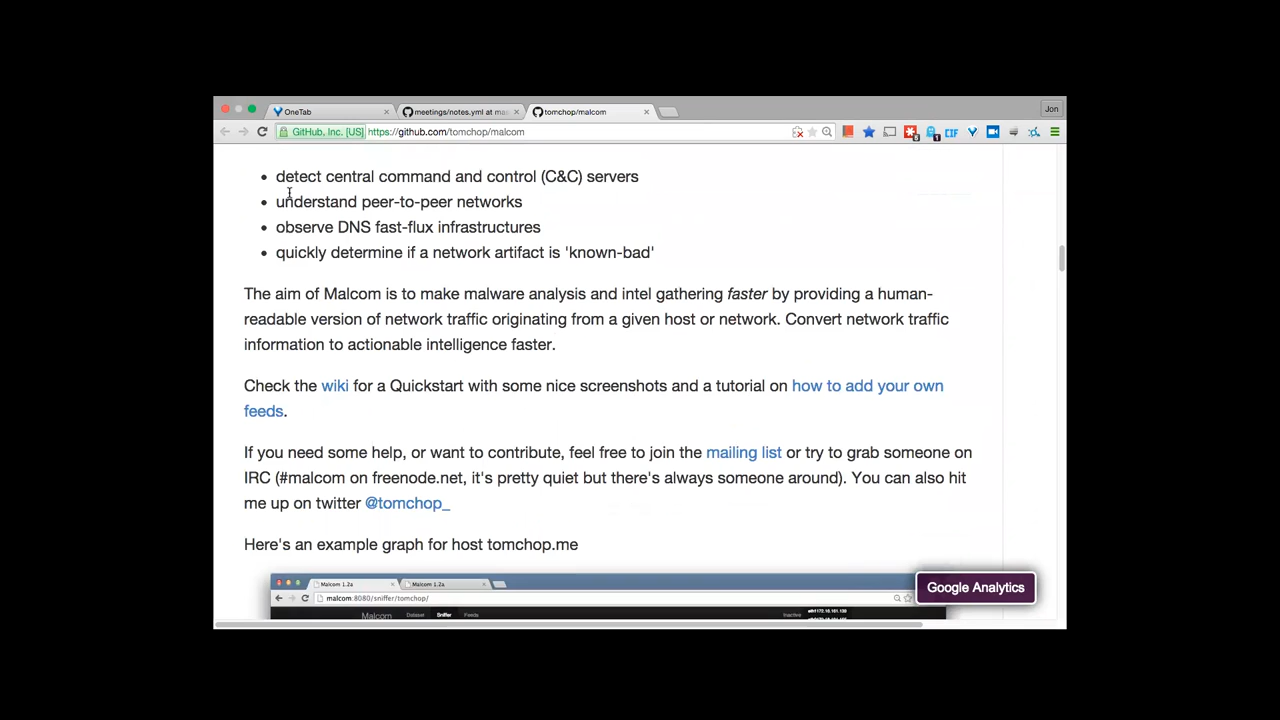 OneTab
meetings/notes.yml at mas
tomchop/malcom
Jon
GitHub, Inc. [US] https://github.com/tomchop/malcom
CIF
detect central command and control (C&C) servers
understand peer-to-peer networks
observe DNS fast-flux infrastructures
quickly determine if a network artifact is 'known-bad'
The aim of Malcom is to make malware analysis and intel gathering faster by providing a human-
readable version of network traffic originating from a given host or network. Convert network traffic
information to actionable intelligence faster.
Check the wiki for a Quickstart with some nice screenshots and a tutorial on how to add your own
feeds.
If you need some help, or want to contribute, feel free to join the mailing list or try to grab someone on
IRC (#malcom on freenode.net, it's pretty quiet but there's always someone around). You can also hit
me up on twitter @tomchop_
Here's an example graph for host tomchop.me
Malcom 1.2a
Malcom 1.2a
malcom:8080/sniffer/tomchop/
Malcom Dataset Sniffer Feeds
Inactive
Google Analytics